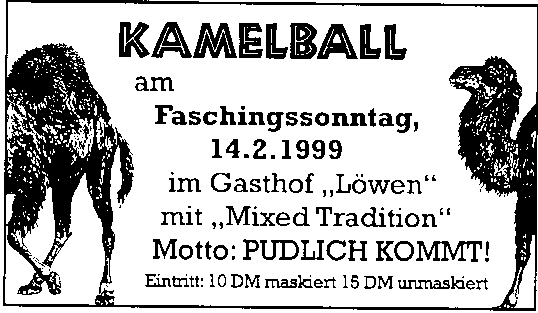 KAMELBALL
am
Faschingssonntag,
14.2.1999
im Gasthof „Löwen“
mit „Mixed Tradition“
Motto: PUDLICH KOMMT!
Eintritt: 10 DM maskiert 15 DM unmaskiert